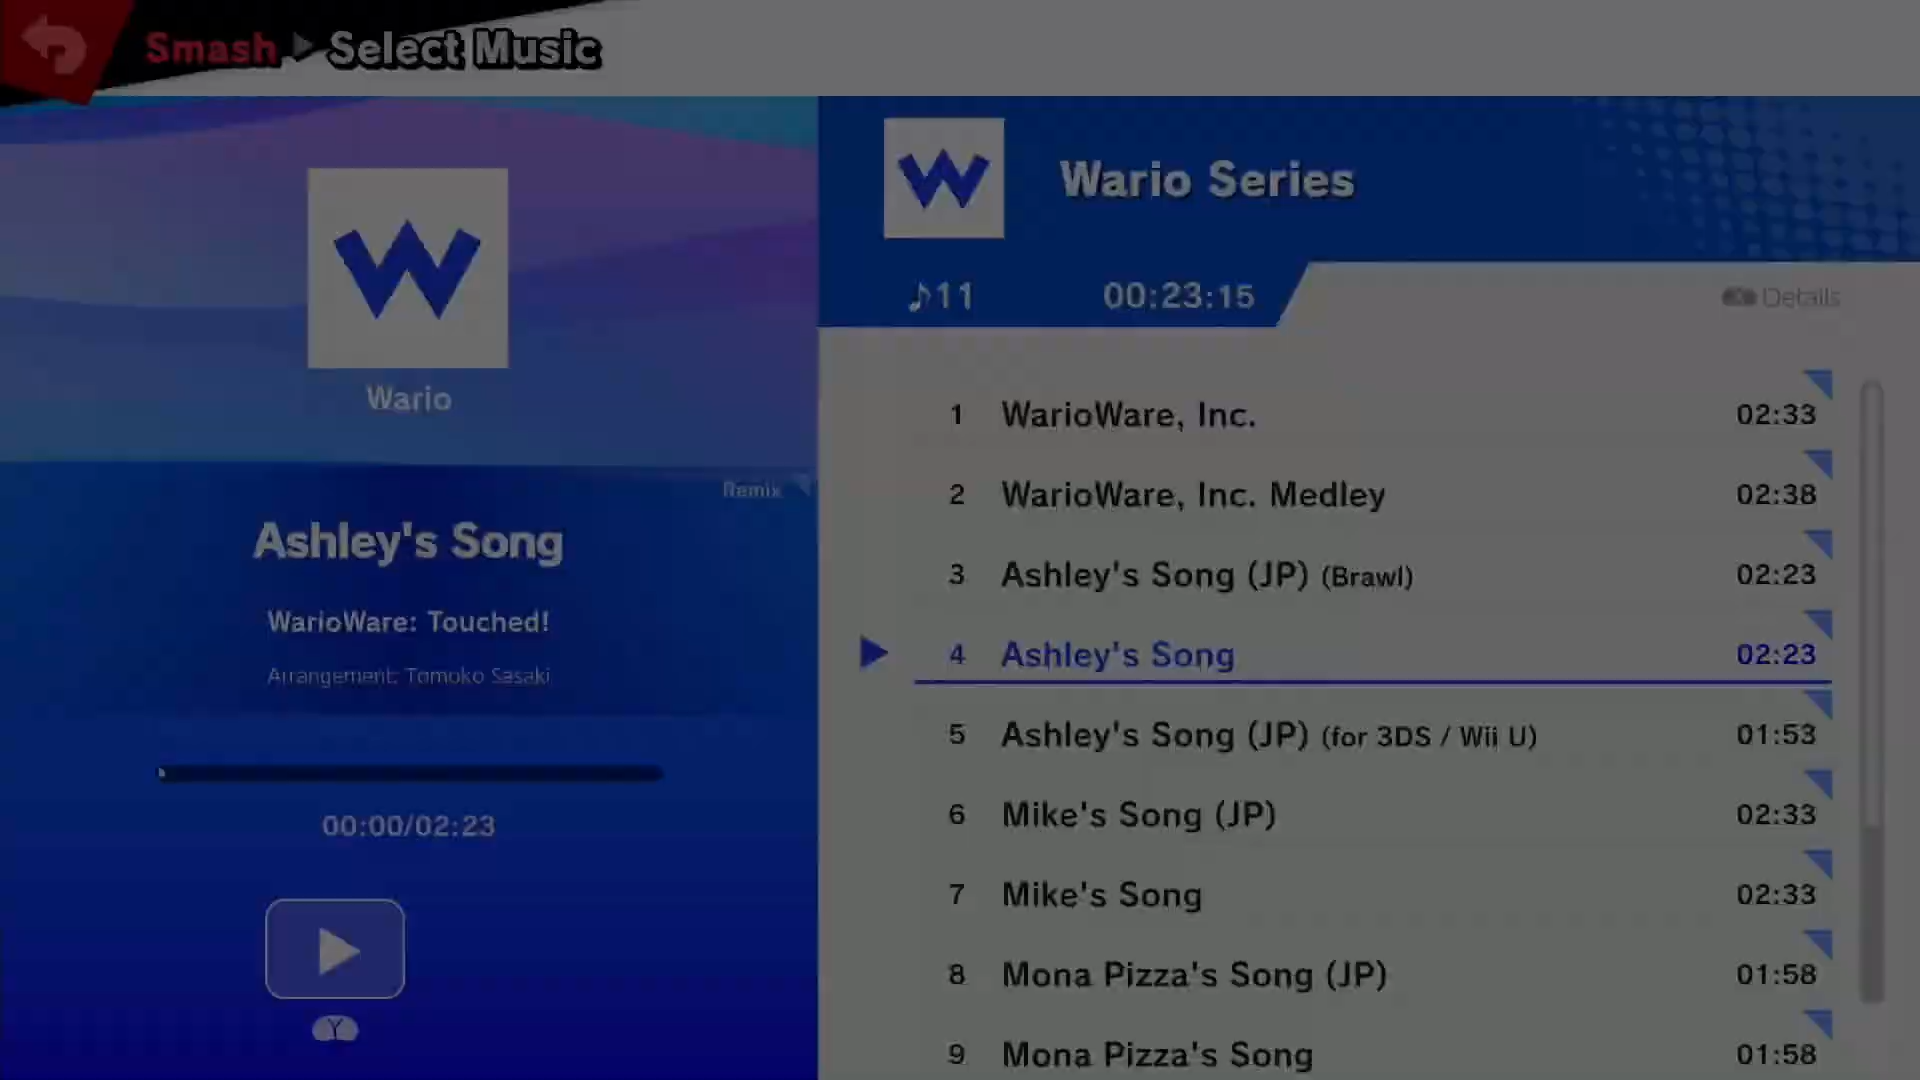 Smash ▶ Select Music
W
Wario
Remix
Ashley's Song
WarioWare: Touched!
Arrangement: Tomoko Sasaki
00:00/02:23
Y
W
Wario Series
♪11 00:23:15
X Details
1 WarioWare, Inc. 02:33
2 WarioWare, Inc. Medley 02:38
3 Ashley's Song (JP) (Brawl) 02:23
4 Ashley's Song 02:23
5 Ashley's Song (JP) (for 3DS / Wii U) 01:53
6 Mike's Song (JP) 02:33
7 Mike's Song 02:33
8 Mona Pizza's Song (JP) 01:58
9 Mona Pizza's Song 01:58